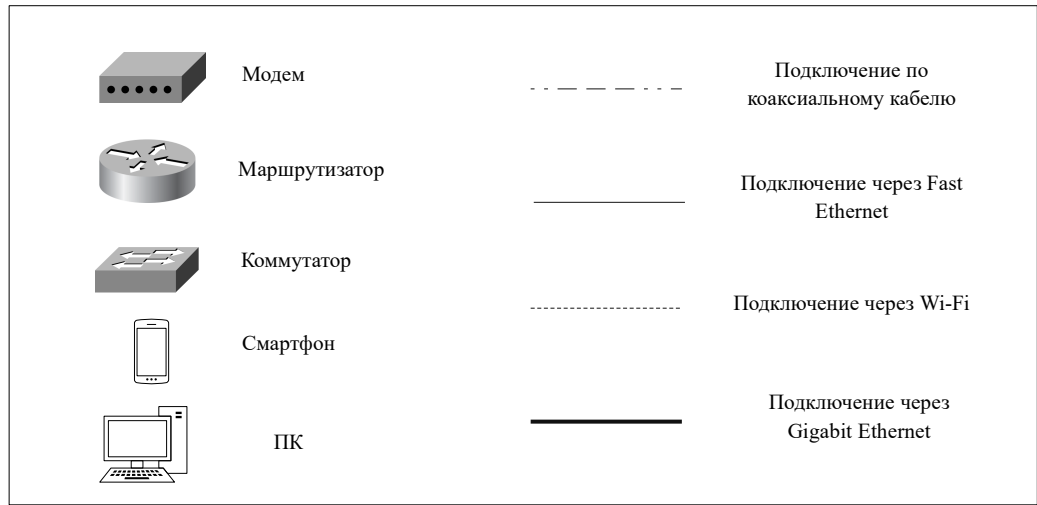 Модем
Маршрутизатор
Коммутатор
Смартфон
ПК
Подключение по
коаксиальному кабелю
Подключение через Fast
Ethernet
Подключение через Wi-Fi
Подключение через
Gigabit Ethernet